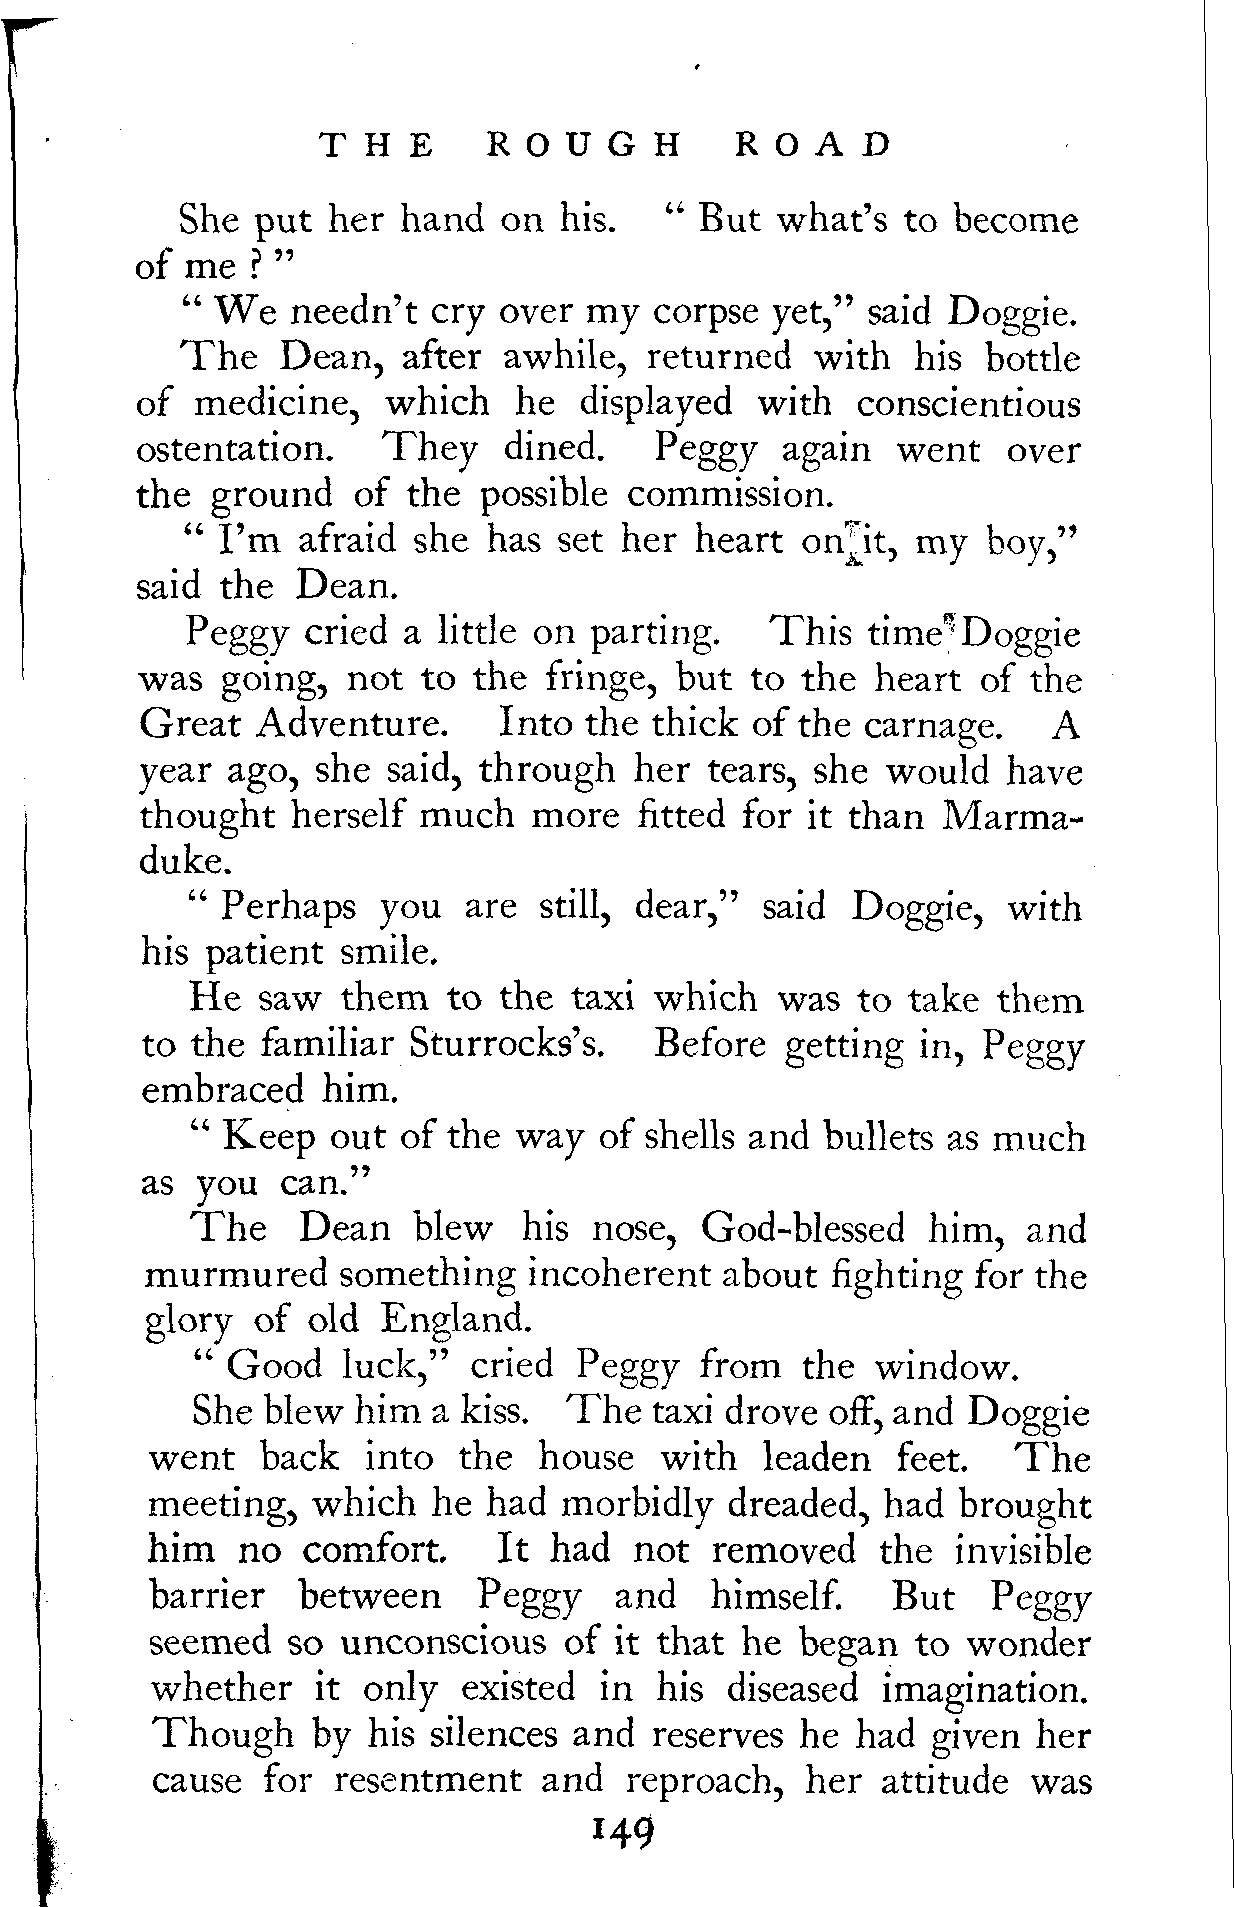 THE ROUGH ROAD
She put her hand on his. “ But what’s to become
of me ? ”
“ We needn’t cry over my corpse yet,” said Doggie.
The Dean, after awhile, returned with his bottle
of medicine, which he displayed with conscientious
ostentation. They dined. Peggy again went over
the ground of the possible commission.
“ I’m afraid she has set her heart on it, my boy,”
said the Dean.
Peggy cried a little on parting. This time Doggie
was going, not to the fringe, but to the heart of the
Great Adventure. Into the thick of the carnage. A
year ago, she said, through her tears, she would have
thought herself much more fitted for it than Marma-
duke.
“ Perhaps you are still, dear,” said Doggie, with
his patient smile.
He saw them to the taxi which was to take them
to the familiar Sturrocks’s. Before getting in, Peggy
embraced him.
“ Keep out of the way of shells and bullets as much
as you can.”
The Dean blew his nose, God-blessed him, and
murmured something incoherent about fighting for the
glory of old England.
“ Good luck,” cried Peggy from the window.
She blew him a kiss. The taxi drove off, and Doggie
went back into the house with leaden feet. The
meeting, which he had morbidly dreaded, had brought
him no comfort. It had not removed the invisible
barrier between Peggy and himself. But Peggy
seemed so unconscious of it that he began to wonder
whether it only existed in his diseased imagination.
Though by his silences and reserves he had given her
cause for resentment and reproach, her attitude was
149